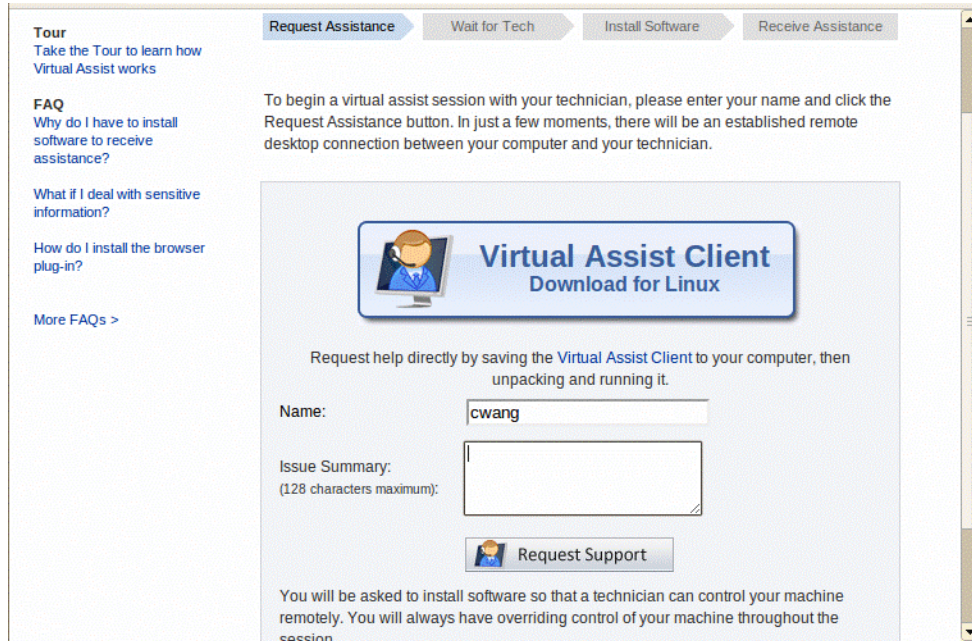 Tour
Take the Tour to learn how
Virtual Assist works
FAQ
Why do I have to install
software to receive
assistance?
What if I deal with sensitive
information?
How do I install the browser
plug-in?
More FAQs >
Request Assistance
Wait for Tech
Install Software
Receive Assistance
To begin a virtual assist session with your technician, please enter your name and click the
Request Assistance button. In just a few moments, there will be an established remote
desktop connection between your computer and your technician.
Virtual Assist Client
Download for Linux
Request help directly by saving the Virtual Assist Client to your computer, then
unpacking and running it.
Name:
cwang
Issue Summary:
(128 characters maximum):
Request Support
You will be asked to install software so that a technician can control your machine
remotely. You will always have overriding control of your machine throughout the
session